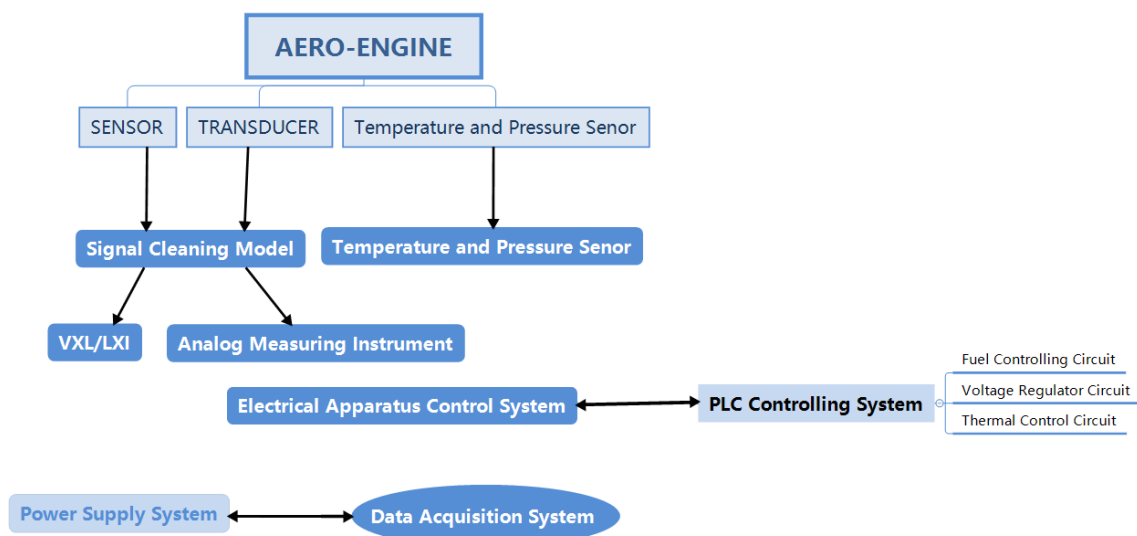 AERO-ENGINE
SENSOR
TRANSDUCER
Temperature and Pressure Senor
Signal Cleaning Model
Temperature and Pressure Senor
VXL/LXI
Analog Measuring Instrument
Fuel Controlling Circuit
Electrical Apparatus Control System
PLC Controlling System
Voltage Regulator Circuit
Thermal Control Circuit
Power Supply System
Data Acquisition System